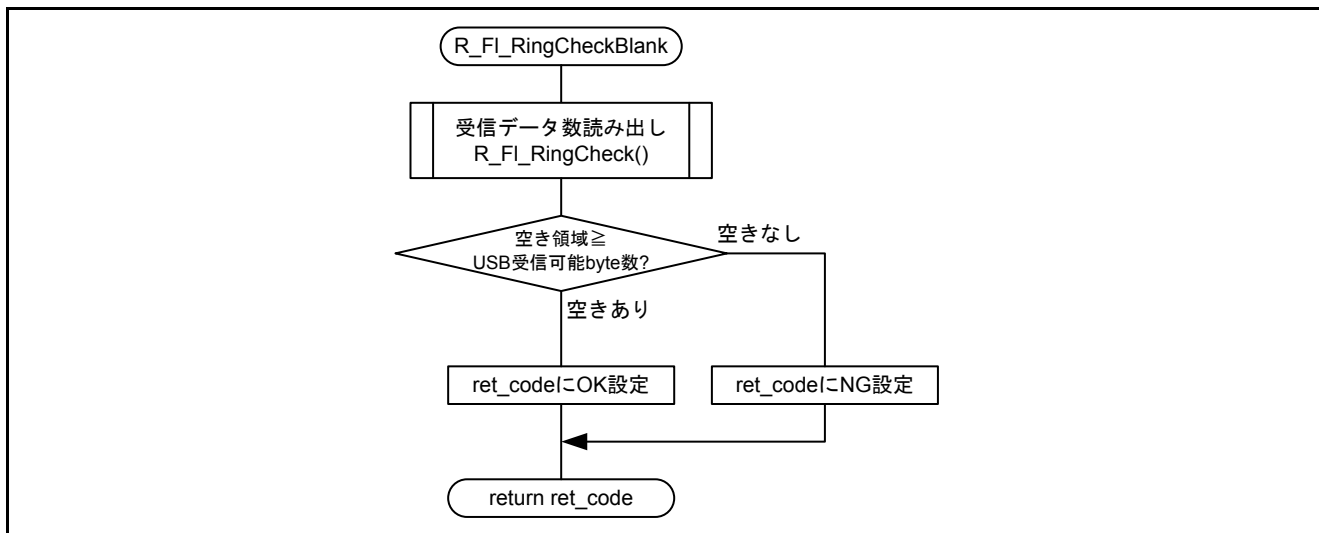 R_Fl_RingCheckBlank
受信データ数読み出し
R_Fl_RingCheck()
空き領域≧
USB受信可能byte数?
空きなし
空きあり
ret_codeにOK設定
ret_codeにNG設定
return ret_code